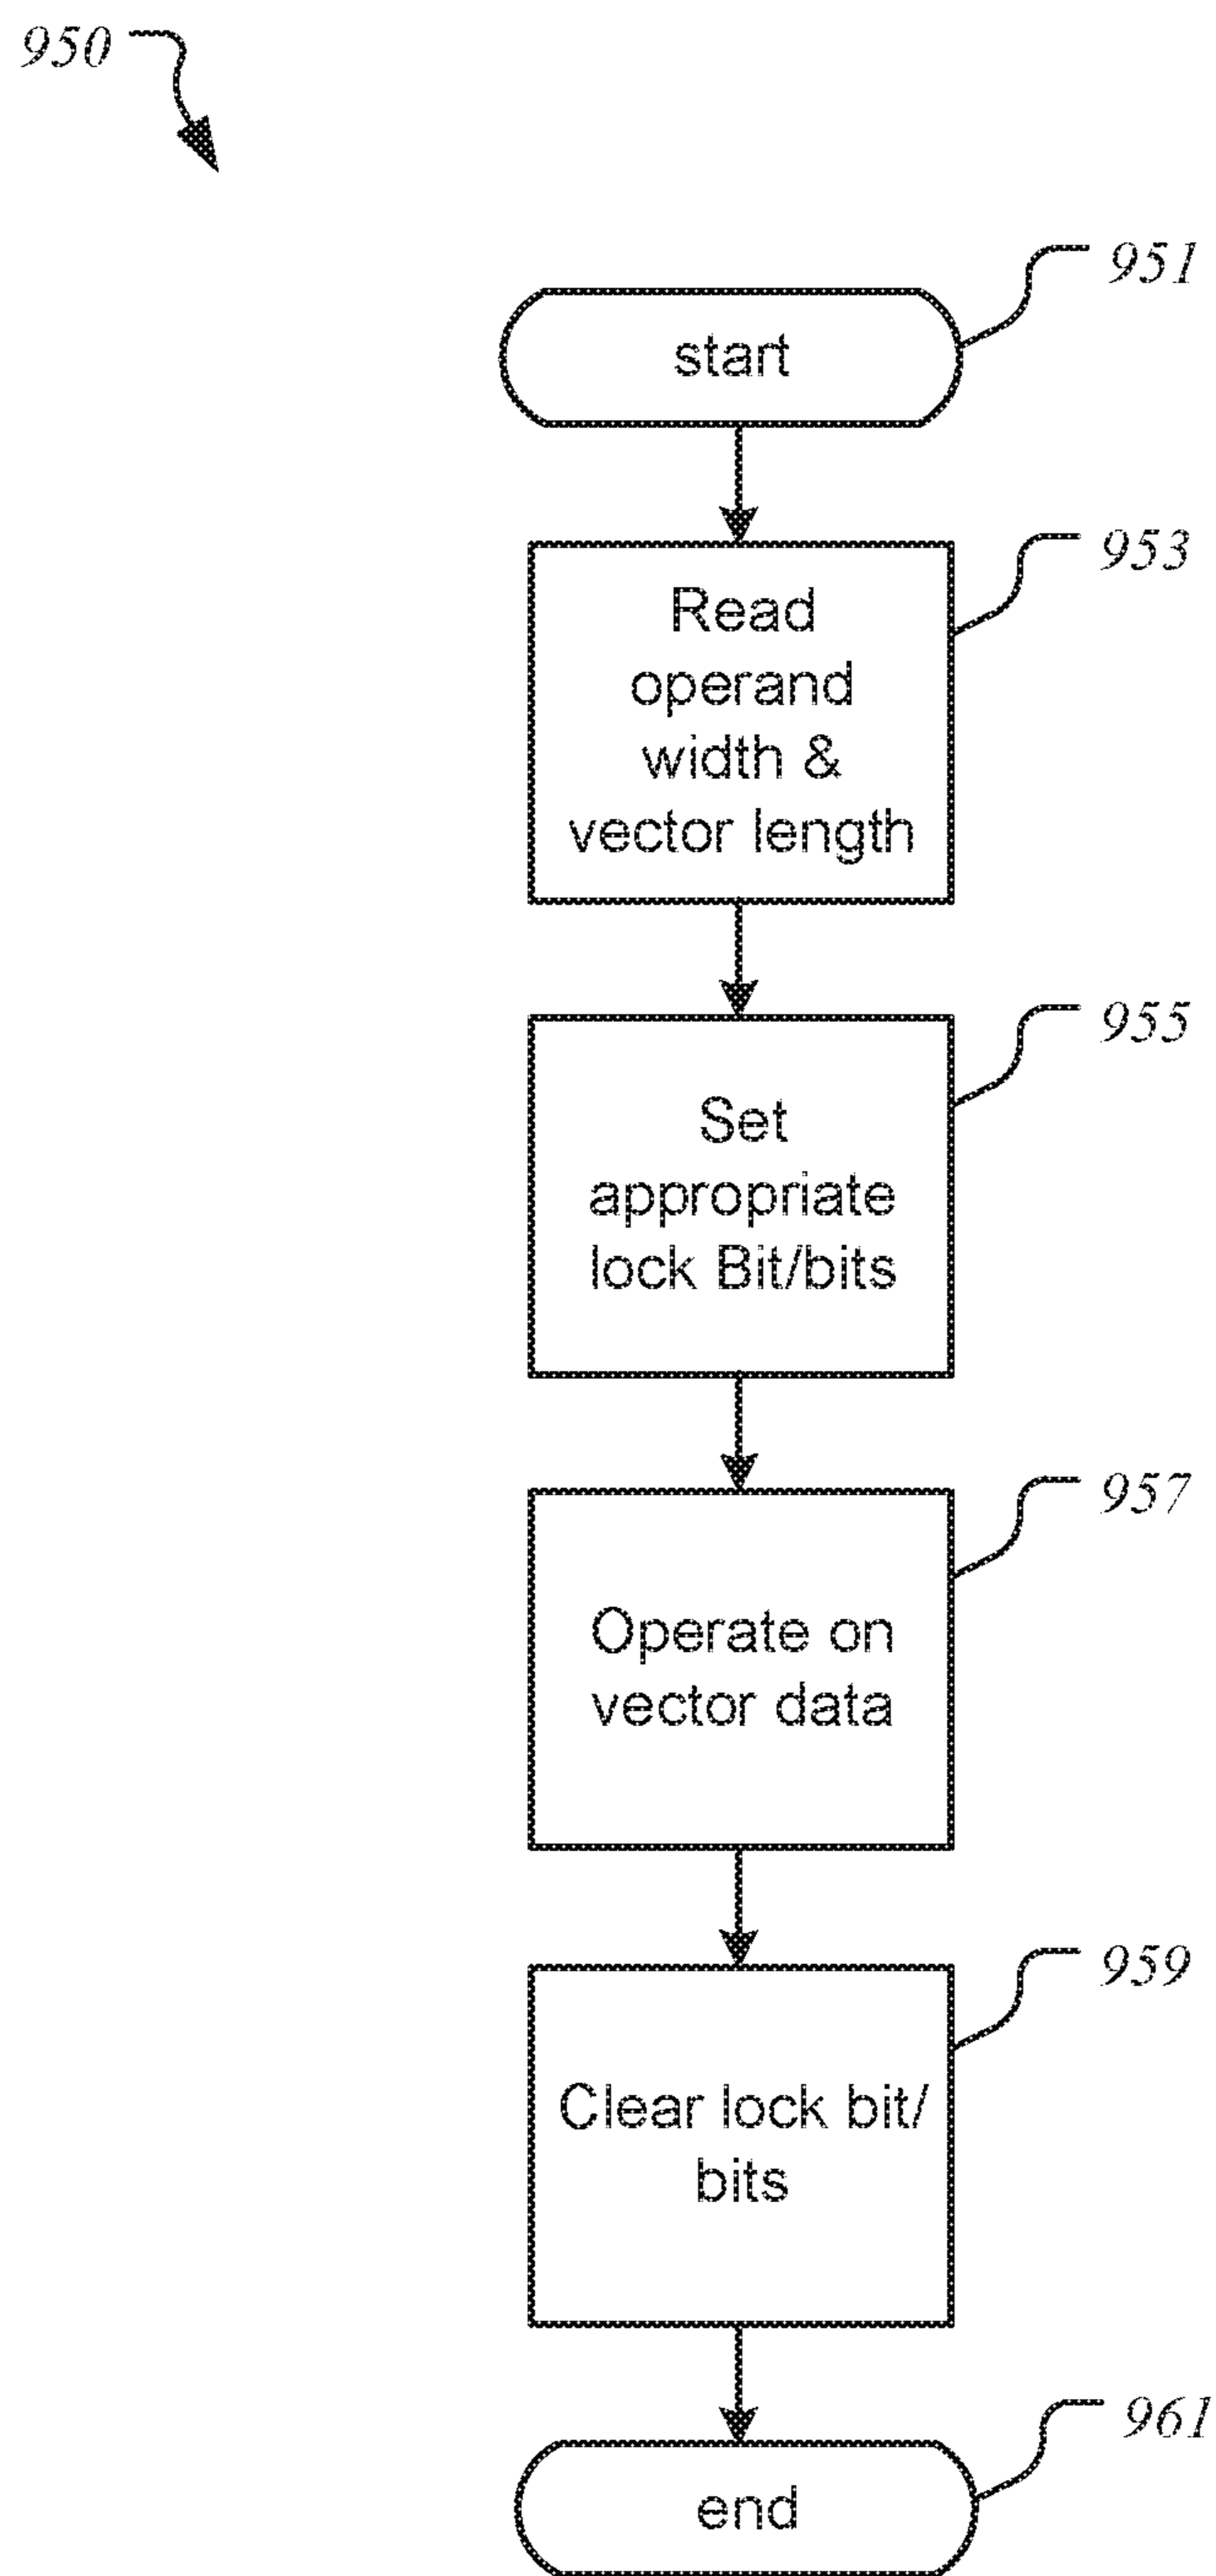 950
951
start
953
Read
operand
width &
vector length
955
Set
appropriate
lock Bit/bits
957
Operate on
vector data
959
Clear lock bit/
bits
961
end